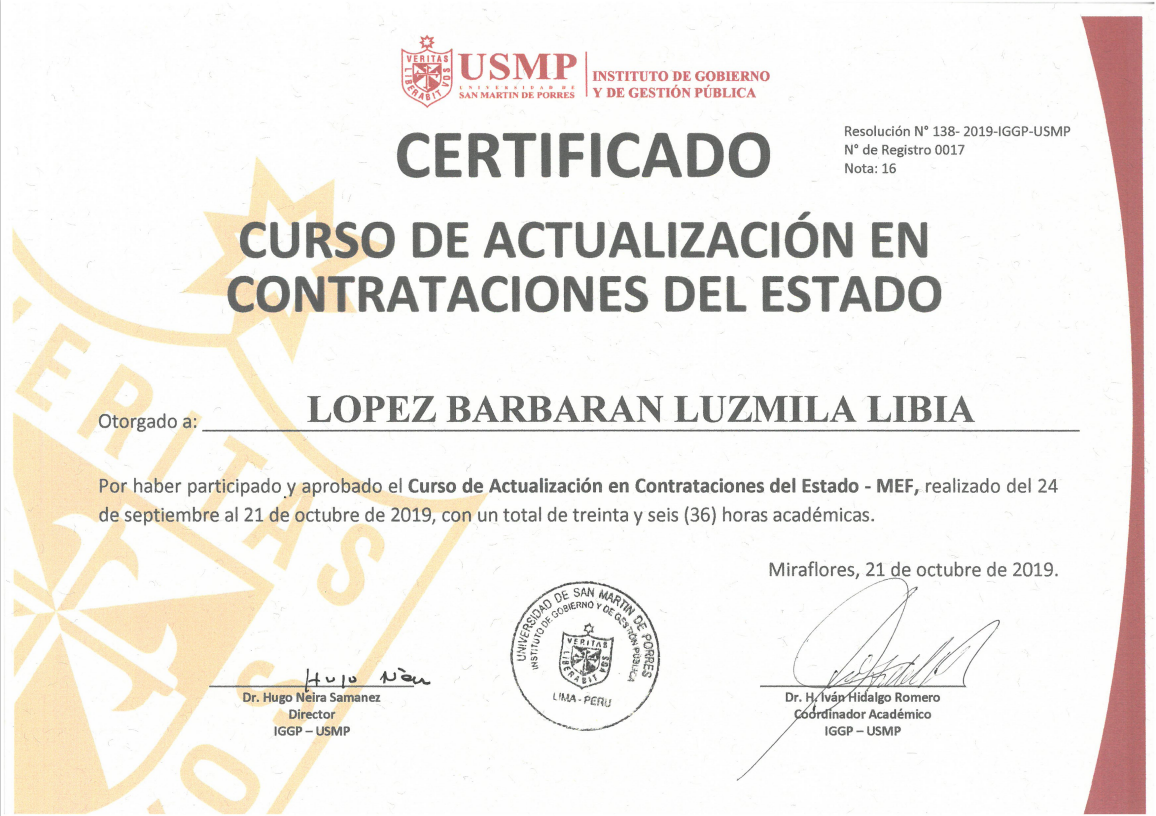 VERITAS
LIBERABIT VOS
USMP
UNIVERSIDAD DE
SAN MARTIN DE PORRES
INSTITUTO DE GOBIERNO
Y DE GESTIÓN PÚBLICA
Resolución N° 138- 2019-IGGP-USMP
N° de Registro 0017
Nota: 16
CERTIFICADO
CURSO DE ACTUALIZACIÓN EN
CONTRATACIONES DEL ESTADO
Otorgado a: LOPEZ BARBARAN LUZMILA LIBIA
Por haber participado y aprobado el Curso de Actualización en Contrataciones del Estado - MEF, realizado del 24
de septiembre al 21 de octubre de 2019, con un total de treinta y seis (36) horas académicas.
Miraflores, 21 de octubre de 2019.
UNIVERSIDAD DE SAN MARTIN DE PORRES
INSTITUTO DE GOBIERNO Y DE GESTIÓN PÚBLICA
VERITAS
LIBERABIT VOS
LIMA - PERU
Hugo Neira
Dr. Hugo Neira Samanez
Director
IGGP – USMP
Dr. H. Iván Hidalgo Romero
Coordinador Académico
IGGP – USMP
VERITAS